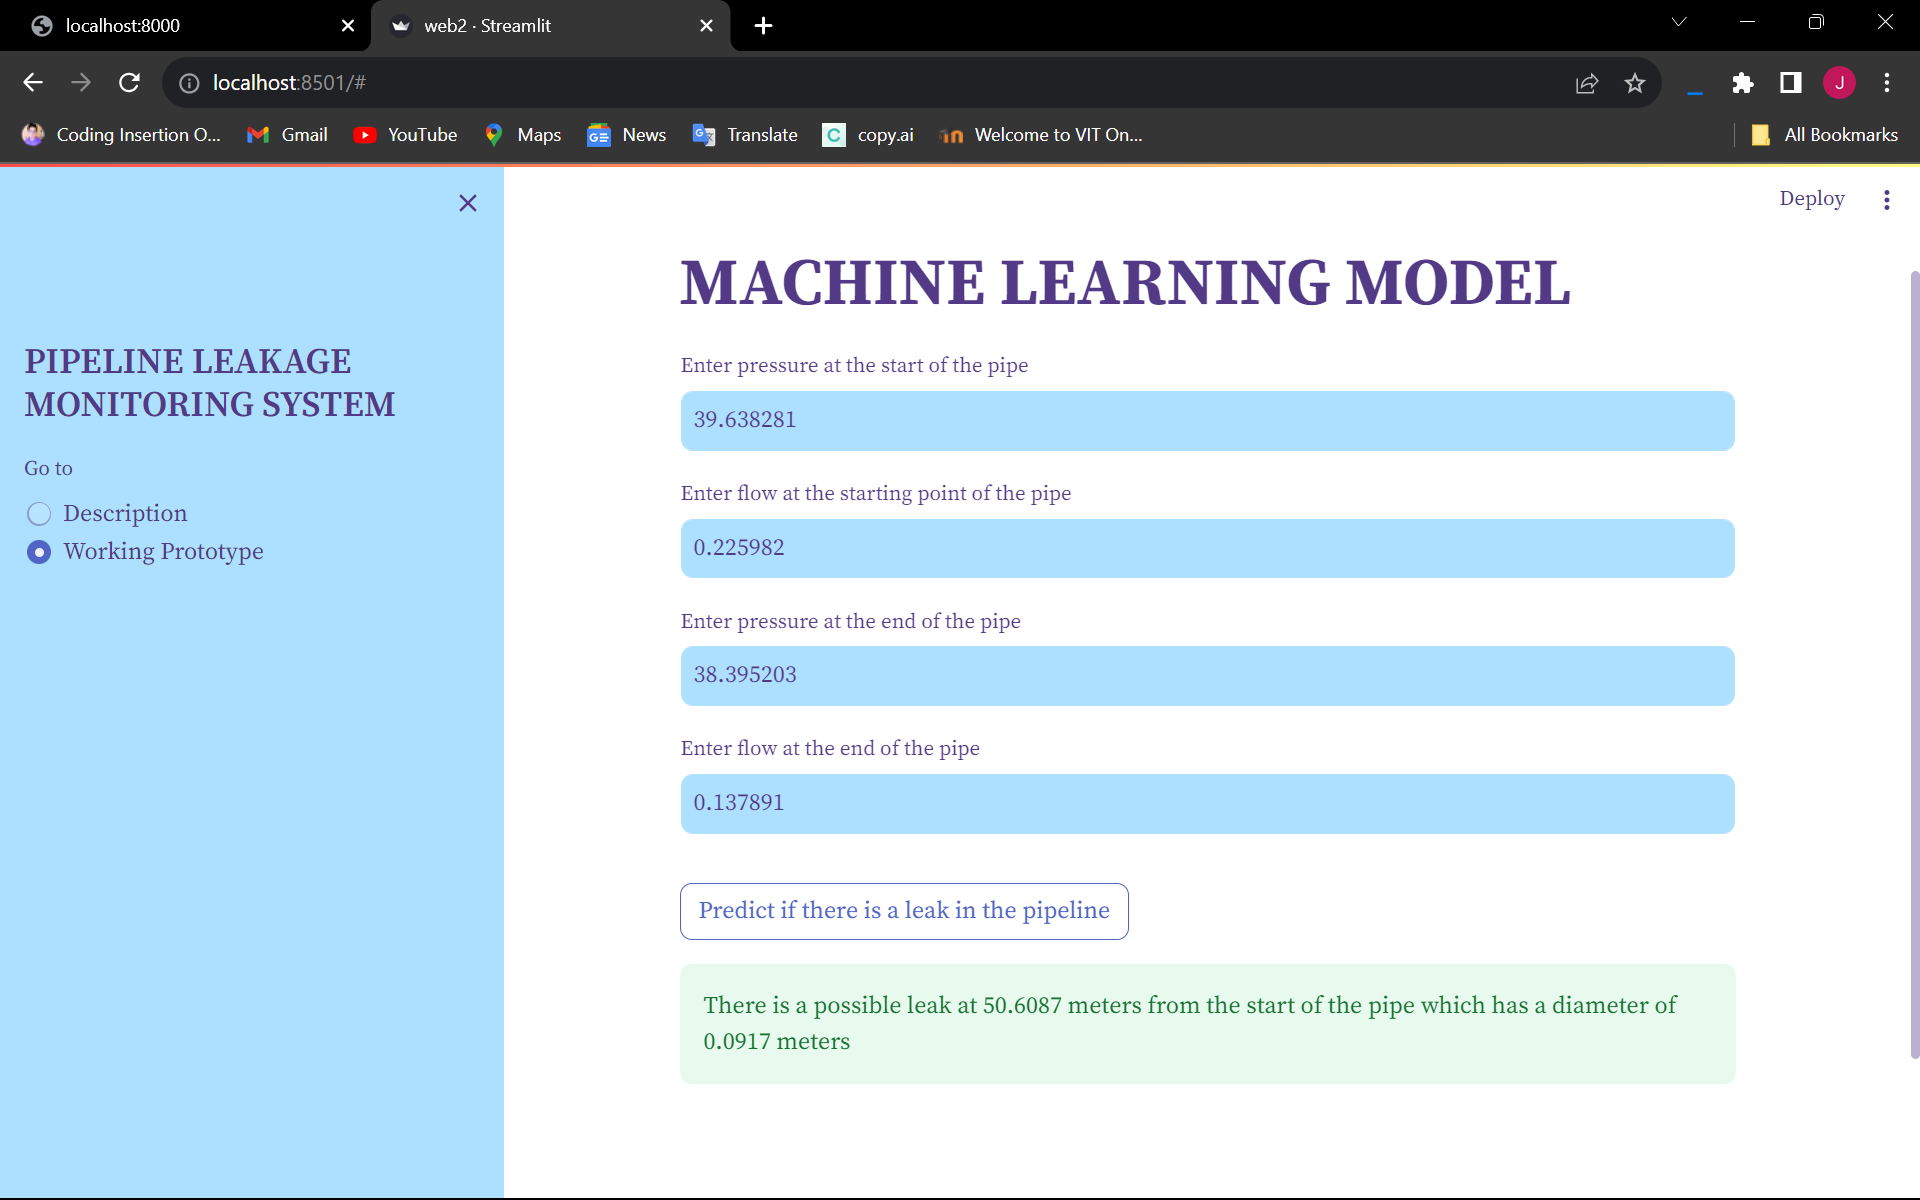 localhost:8000
web2 · Streamlit
localhost:8501/#
J
Coding Insertion O...
Gmail
YouTube
Maps
News
Translate
C
copy.ai
Welcome to VIT On...
All Bookmarks
Deploy
PIPELINE LEAKAGE
MONITORING SYSTEM
Go to
Description
Working Prototype
MACHINE LEARNING MODEL
Enter pressure at the start of the pipe
39.638281
Enter flow at the starting point of the pipe
0.225982
Enter pressure at the end of the pipe
38.395203
Enter flow at the end of the pipe
0.137891
Predict if there is a leak in the pipeline
There is a possible leak at 50.6087 meters from the start of the pipe which has a diameter of
0.0917 meters